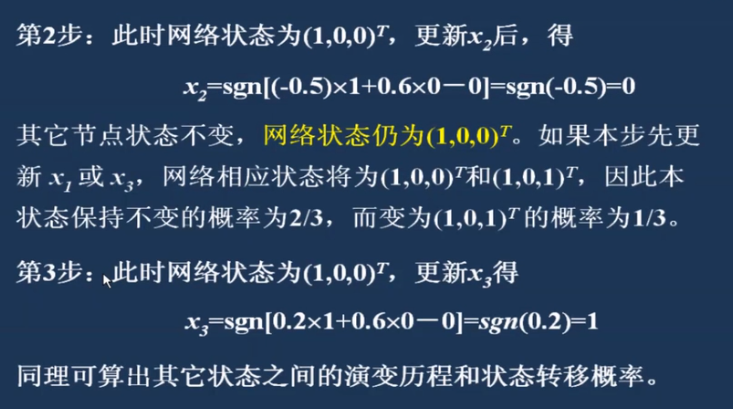 第2步：此时网络状态为(1,0,0)ᵀ，更新x₂后，得
x₂=sgn[(-0.5)×1+0.6×0－0]=sgn(-0.5)=0
其它节点状态不变，网络状态仍为(1,0,0)ᵀ。如果本步先更
新 x₁ 或 x₃，网络相应状态将为(1,0,0)ᵀ和(1,0,1)ᵀ，因此本
状态保持不变的概率为2/3，而变为(1,0,1)ᵀ 的概率为1/3。
第3步：此时网络状态为(1,0,0)ᵀ，更新x₃得
x₃=sgn[0.2×1+0.6×0－0]=sgn(0.2)=1
同理可算出其它状态之间的演变历程和状态转移概率。